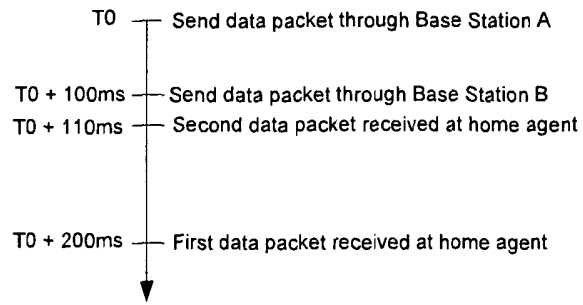 T0 Send data packet through Base Station A
T0 + 100ms Send data packet through Base Station B
T0 + 110ms Second data packet received at home agent
T0 + 200ms First data packet received at home agent